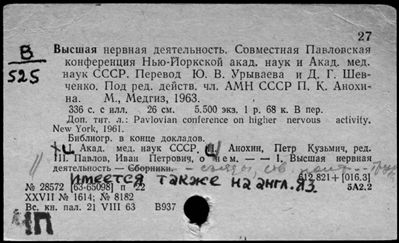 27
В
525
Высшая нервная деятельность. Совместная Павловская
конференция Нью-Йоркской акад. наук и Акад. мед.
наук СССР. Перевод Ю. В. Урываева и Д. Г. Шев-
ченко. Под ред. действ. чл. АМН СССР П. К. Анохи-
на. М., Медгиз, 1963.
336 с. с илл. 26 см. 5.500 экз. 1 р. 68 к. В пер.
Доп. тит. л.: Pavlovian conference on higher nervous activity.
New York, 1961.
Библиогр. в конце докладов.
I. Акад. мед. наук СССР. II. Анохин, Петр Кузьмич, ред.
III. Павлов, Иван Петрович, о нем. — — 1. Высшая нервная
деятельность — Сборники.
612.821+[016.3]
имеется также на англ. яз.
№ 28572 [63-65098] п 22
5А2.2
XXVII № 1614; № 8182
Вс. кн. пал. 21 VIII 63 В937
МП